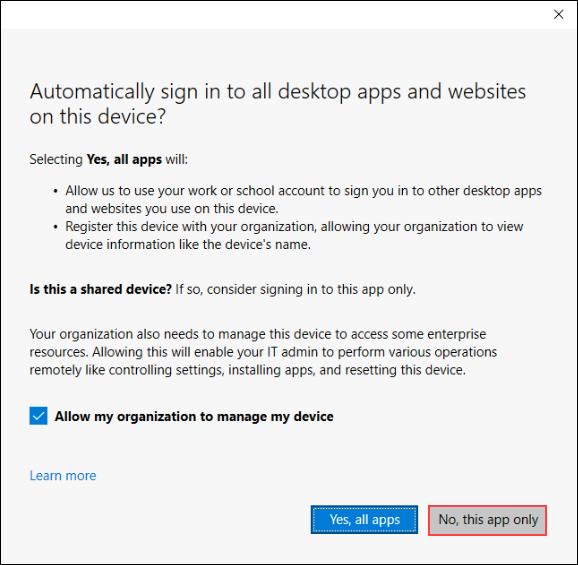 Automatically sign in to all desktop apps and websites
on this device?
Selecting Yes, all apps will:
• Allow us to use your work or school account to sign you in to other desktop apps
and websites you use on this device.
• Register this device with your organization, allowing your organization to view
device information like the device's name.
Is this a shared device? If so, consider signing in to this app only.
Your organization also needs to manage this device to access some enterprise
resources. Allowing this will enable your IT admin to perform various operations
remotely like controlling settings, installing apps, and resetting this device.
Allow my organization to manage my device
Learn more
Yes, all apps
No, this app only